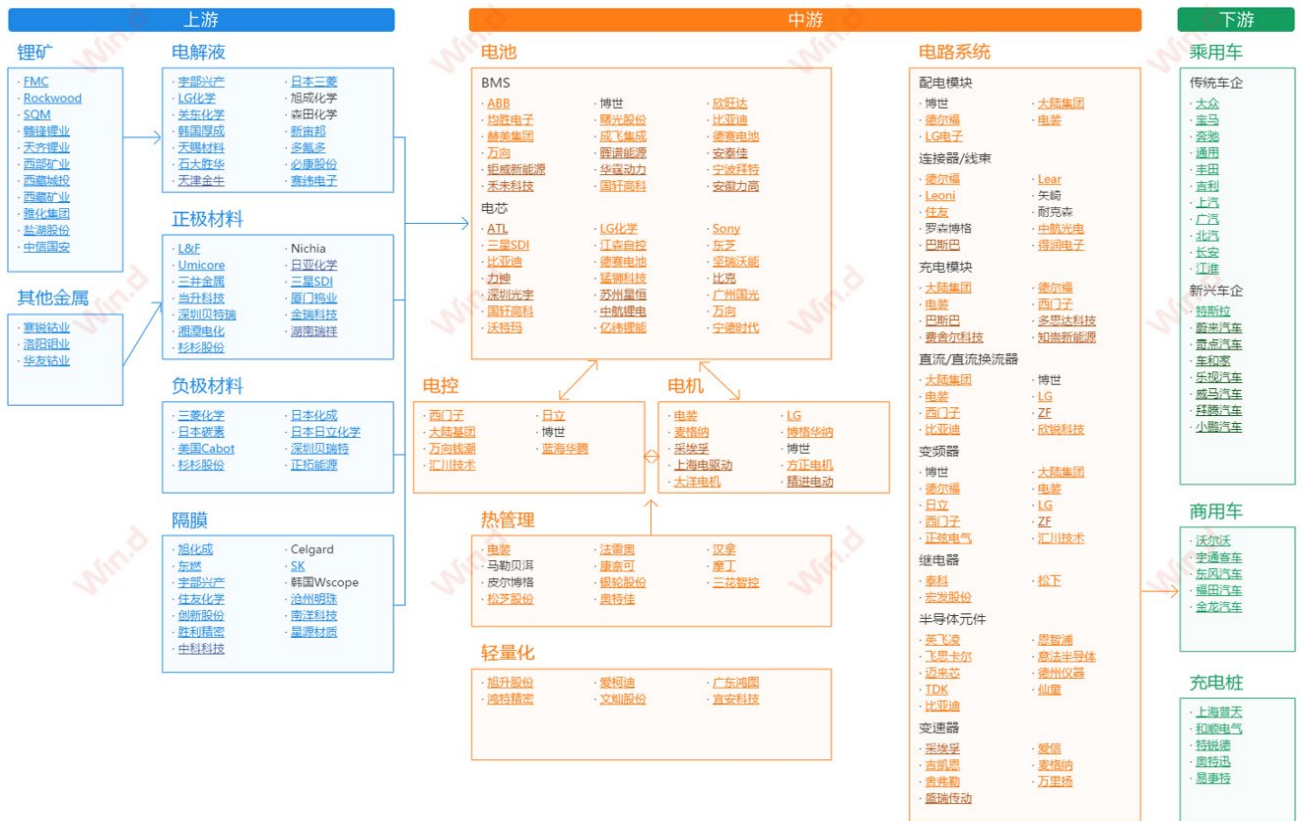 上游
锂矿
· FMC
· Rockwood
· SQM
· 赣锋锂业
· 天齐锂业
· 西部矿业
· 西藏城投
· 西藏矿业
· 雅化集团
· 盐湖股份
· 中信国安
其他金属
· 寒锐钴业
· 洛阳钼业
· 华友钴业
电解液
· 宇部兴产 · 日本三菱
· LG化学 · 旭成化学
· 关东化学 · 森田化学
· 韩国厚成 · 新宙邦
· 天赐材料 · 多氟多
· 石大胜华 · 必康股份
· 天津金牛 · 赛纬电子
正极材料
· L&F · Nichia
· Umicore · 日亚化学
· 三井金属 · 三星SDI
· 当升科技 · 厦门钨业
· 深圳贝特瑞 · 金瑞科技
· 湘潭电化 · 湖南瑞祥
· 杉杉股份
负极材料
· 三菱化学 · 日本化成
· 日本碳素 · 日本日立化学
· 美国Cabot · 深圳贝瑞特
· 杉杉股份 · 正拓能源
隔膜
· 旭化成 · Celgard
· 东燃 · SK
· 宇部兴产 · 韩国Wscope
· 住友化学 · 沧州明珠
· 创新股份 · 南洋科技
· 胜利精密 · 星源材质
· 中科科技
中游
电池
BMS
· ABB · 博世 · 欣旺达
· 均胜电子 · 曙光股份 · 比亚迪
· 赫美集团 · 成飞集成 · 德赛电池
· 万向 · 晖谱能源 · 安泰佳
· 钜威新能源 · 华霆动力 · 宁波拜特
· 禾未科技 · 国轩高科 · 安徽力高
电芯
· ATL · LG化学 · Sony
· 三星SDI · 江森自控 · 东芝
· 比亚迪 · 德赛电池 · 坚瑞沃能
· 力神 · 猛狮科技 · 比克
· 深圳光宇 · 苏州星恒 · 广州国光
· 国轩高科 · 中航锂电 · 万向
· 沃特玛 · 亿纬锂能 · 宁德时代
电控
· 西门子 · 日立
· 大陆基团 · 博世
· 万向钱潮 · 蓝海华腾
· 汇川技术
电机
· 电装 · LG
· 麦格纳 · 博格华纳
· 采埃孚 · 博世
· 上海电驱动 · 方正电机
· 大洋电机 · 精进电动
热管理
· 电装 · 法雷奥 · 汉拿
· 马勒贝洱 · 康奈可 · 摩丁
· 皮尔博格 · 银轮股份 · 三花智控
· 松芝股份 · 奥特佳
轻量化
· 旭升股份 · 爱柯迪 · 广东鸿图
· 鸿特精密 · 文灿股份 · 宜安科技
电路系统
配电模块
· 博世 · 大陆集团
· 德尔福 · 电装
· LG电子
连接器/线束
· 德尔福 · Lear
· Leoni · 矢崎
· 住友 · 耐克森
· 罗森博格 · 中航光电
· 巴斯巴 · 得润电子
充电模块
· 大陆集团 · 德尔福
· 电装 · 西门子
· 巴斯巴 · 多思达科技
· 费舍尔科技 · 知崇新能源
直流/直流换流器
· 大陆集团 · 博世
· 电装 · LG
· 西门子 · ZF
· 比亚迪 · 欣锐科技
变频器
· 博世 · 大陆集团
· 德尔福 · 电装
· 日立 · LG
· 西门子 · ZF
· 正弦电气 · 汇川技术
继电器
· 泰科 · 松下
· 宏发股份
半导体元件
· 英飞凌 · 恩智浦
· 飞思卡尔 · 意法半导体
· 迈来芯 · 德州仪器
· TDK · 仙童
· 比亚迪
变速器
· 采埃孚 · 爱信
· 吉凯恩 · 麦格纳
· 舍弗勒 · 万里扬
· 盛瑞传动
下游
乘用车
传统车企
· 大众
· 宝马
· 奔驰
· 通用
· 丰田
· 吉利
· 上汽
· 广汽
· 北汽
· 长安
· 江淮
新兴车企
· 特斯拉
· 蔚来汽车
· 奇点汽车
· 车和家
· 乐视汽车
· 威马汽车
· 拜腾汽车
· 小鹏汽车
商用车
· 沃尔沃
· 宇通客车
· 东风汽车
· 福田汽车
· 金龙汽车
充电桩
· 上海普天
· 和顺电气
· 特锐德
· 奥特迅
· 易事特
Win.d
Win.d
Win.d
Win.d
Win.d
Win.d
Win.d
Win.d
Win.d
Win.d
Win.d
Win.d